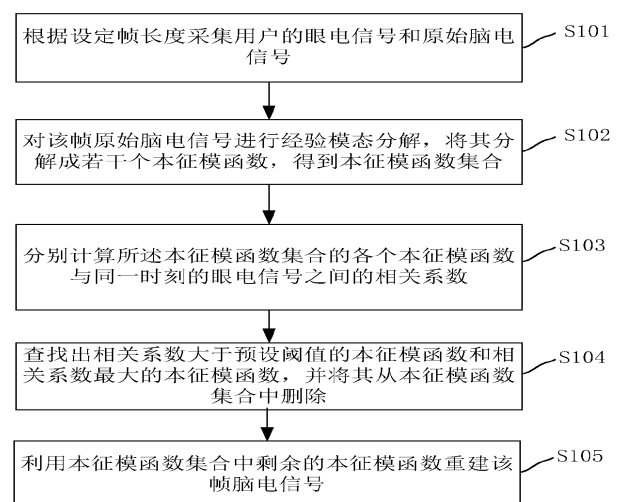 根据设定帧长度采集用户的眼电信号和原始脑电
信号
S101
对该帧原始脑电信号进行经验模态分解，将其分
解成若干个本征模函数，得到本征模函数集合
S102
分别计算所述本征模函数集合的各个本征模函数
与同一时刻的眼电信号之间的相关系数
S103
查找出相关系数大于预设阈值的本征模函数和相
关系数最大的本征模函数，并将其从本征模函数
集合中删除
S104
利用本征模函数集合中剩余的本征模函数重建该
帧脑电信号
S105